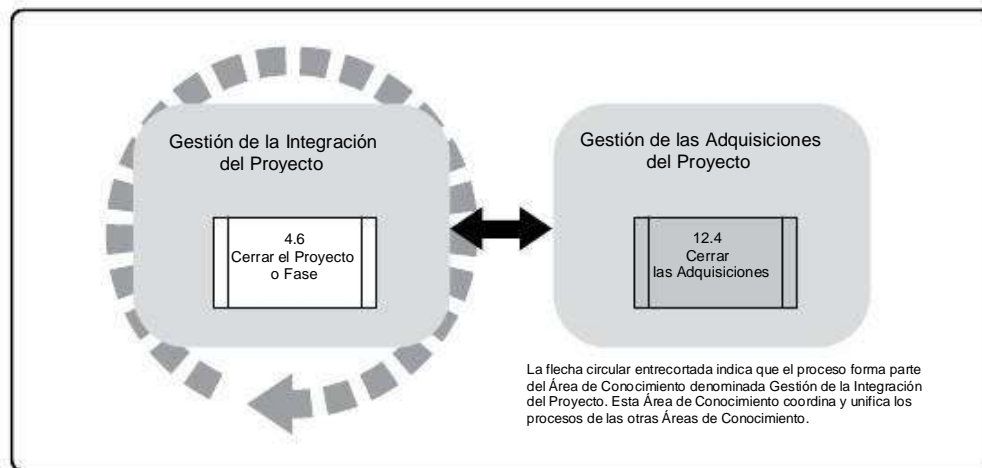 Gestión de la Integración
del Proyecto
4.6
Cerrar el Proyecto
o Fase
Gestión de las Adquisiciones
del Proyecto
12.4
Cerrar
las Adquisiciones
La flecha circular entrecortada indica que el proceso forma parte
del Área de Conocimiento denominada Gestión de la Integración
del Proyecto. Esta Área de Conocimiento coordina y unifica los
procesos de las otras Áreas de Conocimiento.